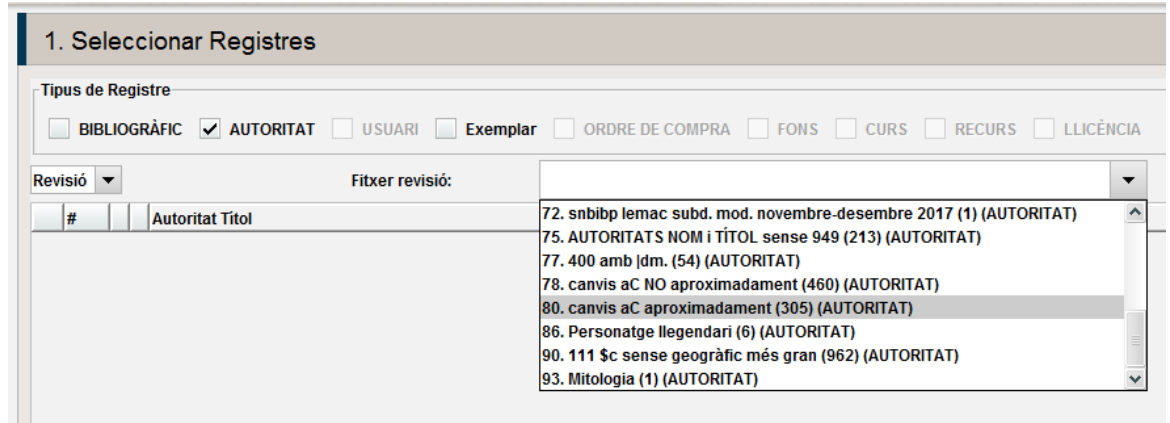 1. Seleccionar Registres
Tipus de Registre
BIBLIOGRÀFIC AUTORITAT USUARI Exemplar ORDRE DE COMPRA FONS CURS RECURS LLICÈNCIA
Revisió Fitxer revisió:
# Autoritat Títol
72. snbibp lemac subd. mod. novembre-desembre 2017 (1) (AUTORITAT)
75. AUTORITATS NOM i TÍTOL sense 949 (213) (AUTORITAT)
77. 400 amb |dm. (54) (AUTORITAT)
78. canvis aC NO aproximadament (460) (AUTORITAT)
80. canvis aC aproximadament (305) (AUTORITAT)
86. Personatge llegendari (6) (AUTORITAT)
90. 111 $c sense geogràfic més gran (962) (AUTORITAT)
93. Mitologia (1) (AUTORITAT)